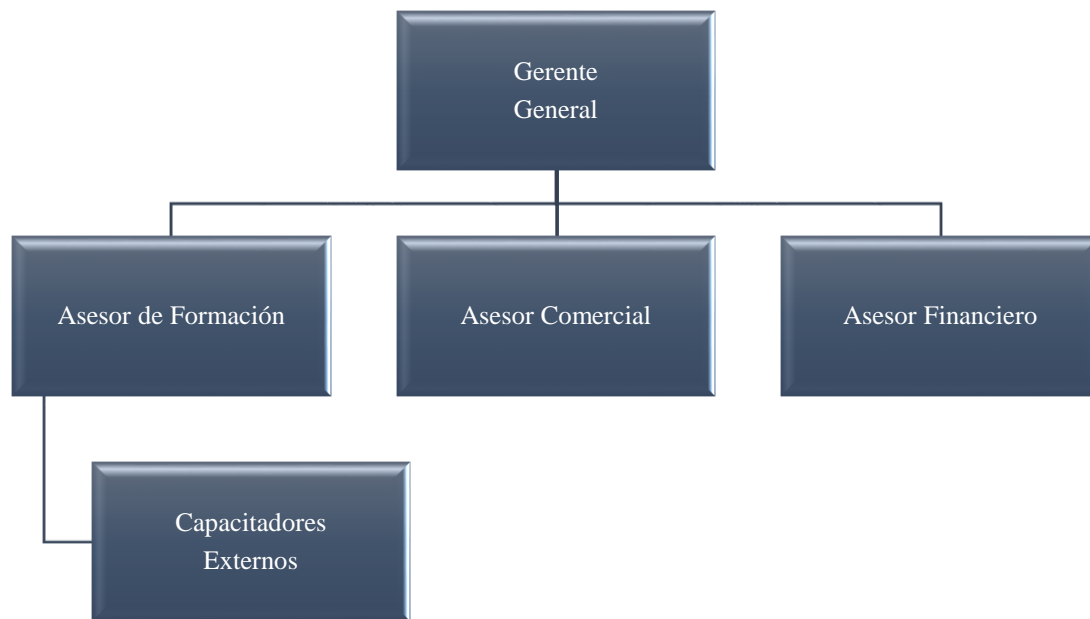 Gerente
General
Asesor de Formación
Asesor Comercial
Asesor Financiero
Capacitadores
Externos